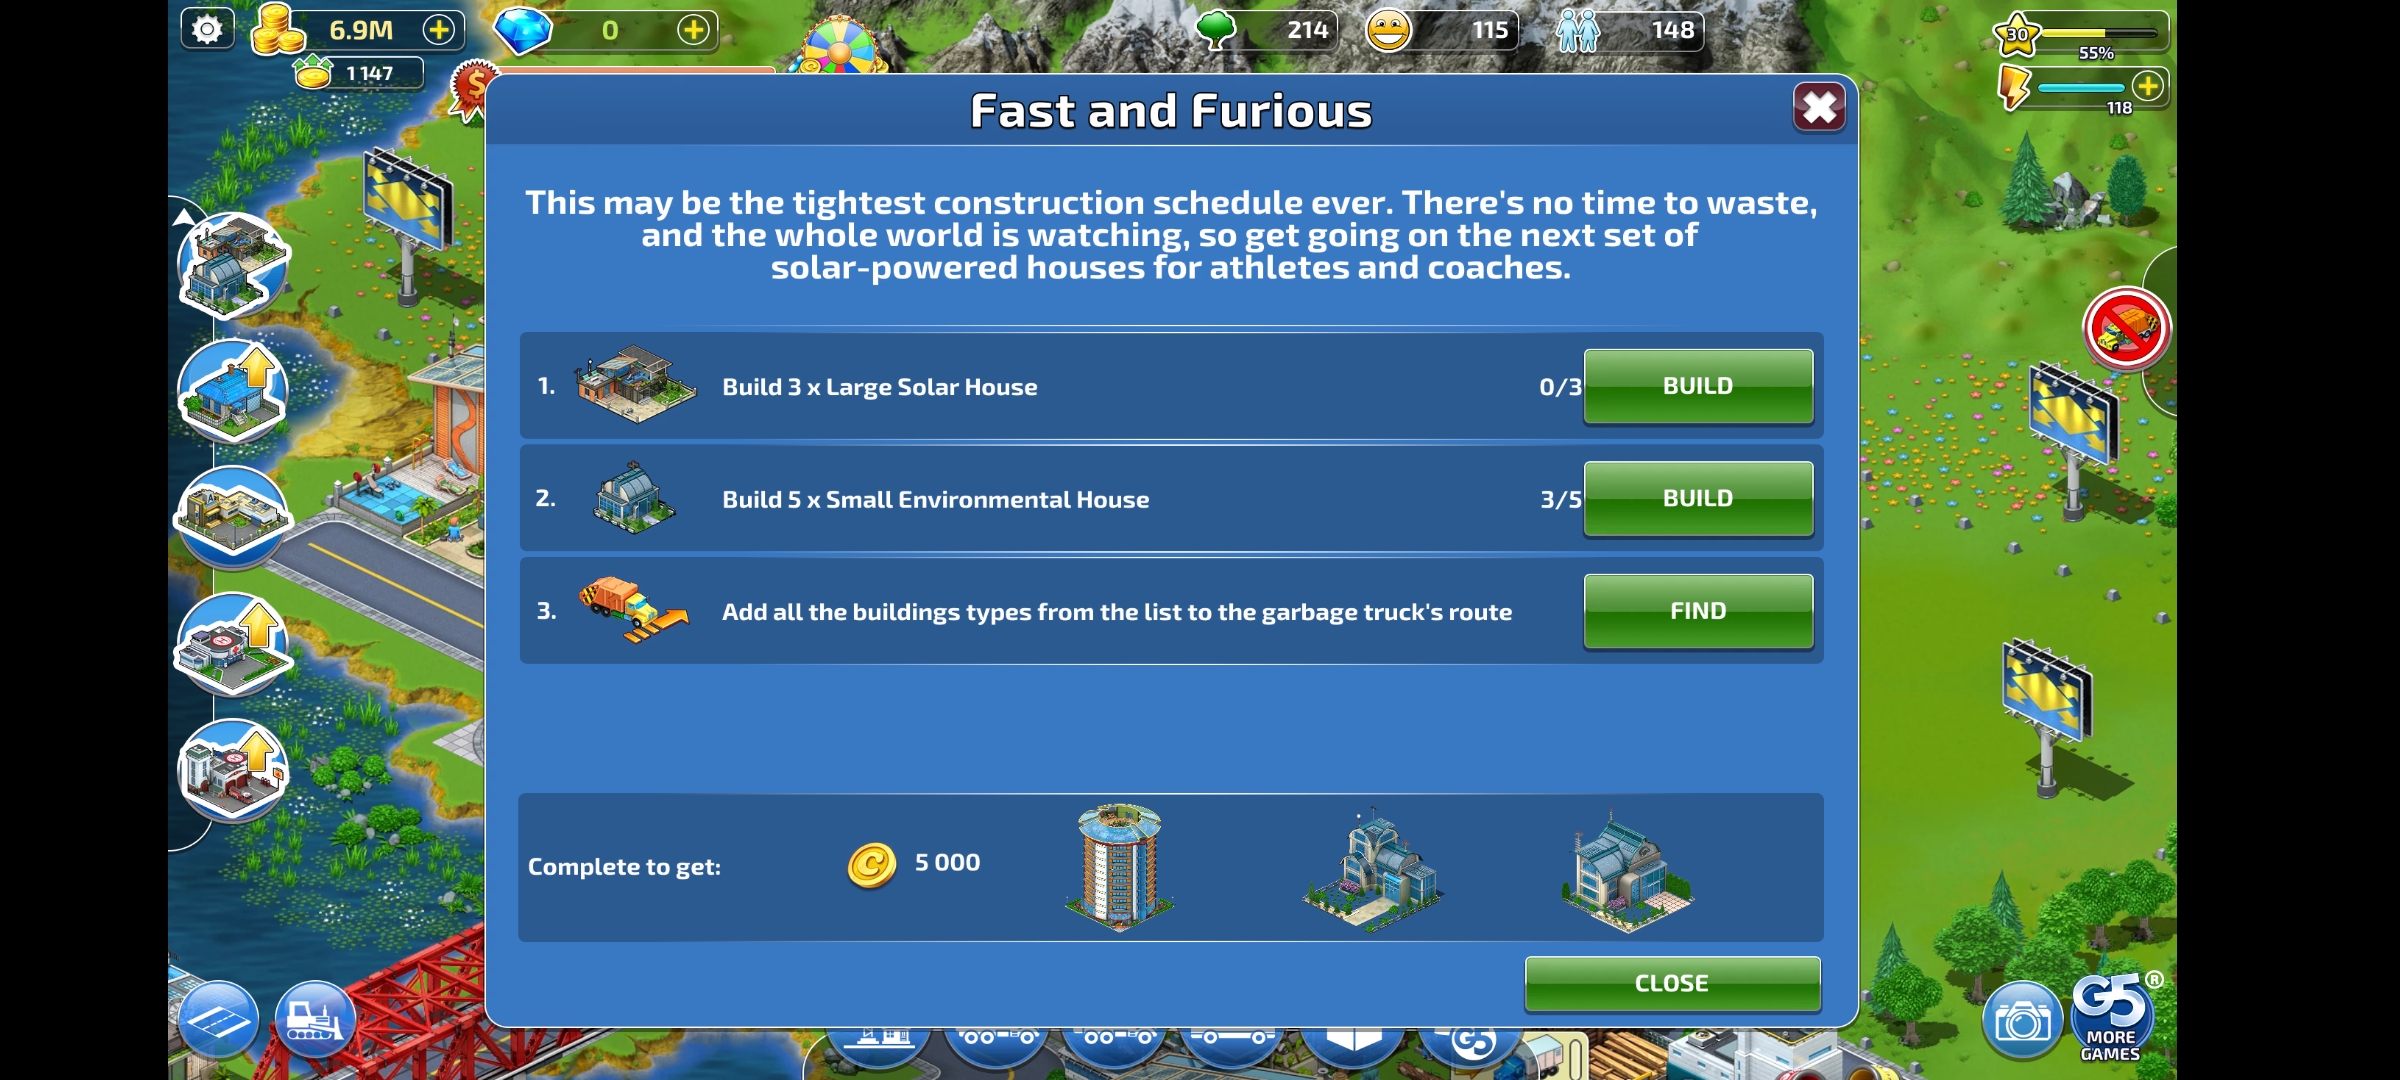 6.9M
0
214
115
148
30
55%
1 147
118
Fast and Furious
This may be the tightest construction schedule ever. There's no time to waste,
and the whole world is watching, so get going on the next set of
solar-powered houses for athletes and coaches.
1.
Build 3 x Large Solar House
0/3
BUILD
2.
Build 5 x Small Environmental House
3/5
BUILD
3.
Add all the buildings types from the list to the garbage truck's route
FIND
Complete to get:
5 000
CLOSE
G5
G5®
MORE
GAMES